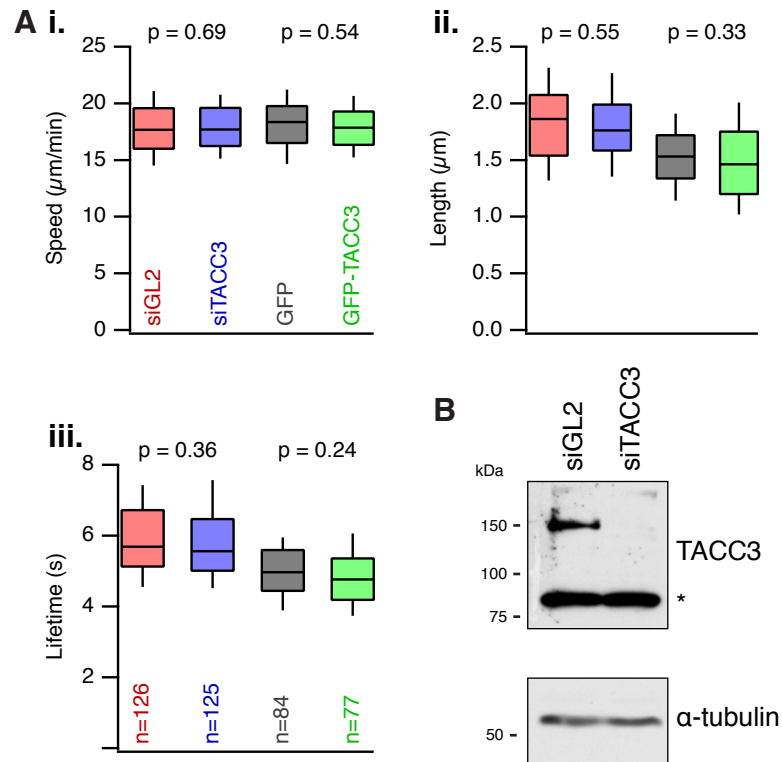 A i.
p = 0.69 p = 0.54
Speed (µm/min)
25
20
15
10
5
0
siGL2
siTACC3
GFP
GFP-TACC3
ii.
p = 0.55 p = 0.33
Length (µm)
2.5
2.0
1.5
1.0
0.5
0.0
iii.
p = 0.36 p = 0.24
Lifetime (s)
8
6
4
2
n=126
n=125
n=84
n=77
B
siGL2
siTACC3
kDa
150
TACC3
100
*
75
α-tubulin
50